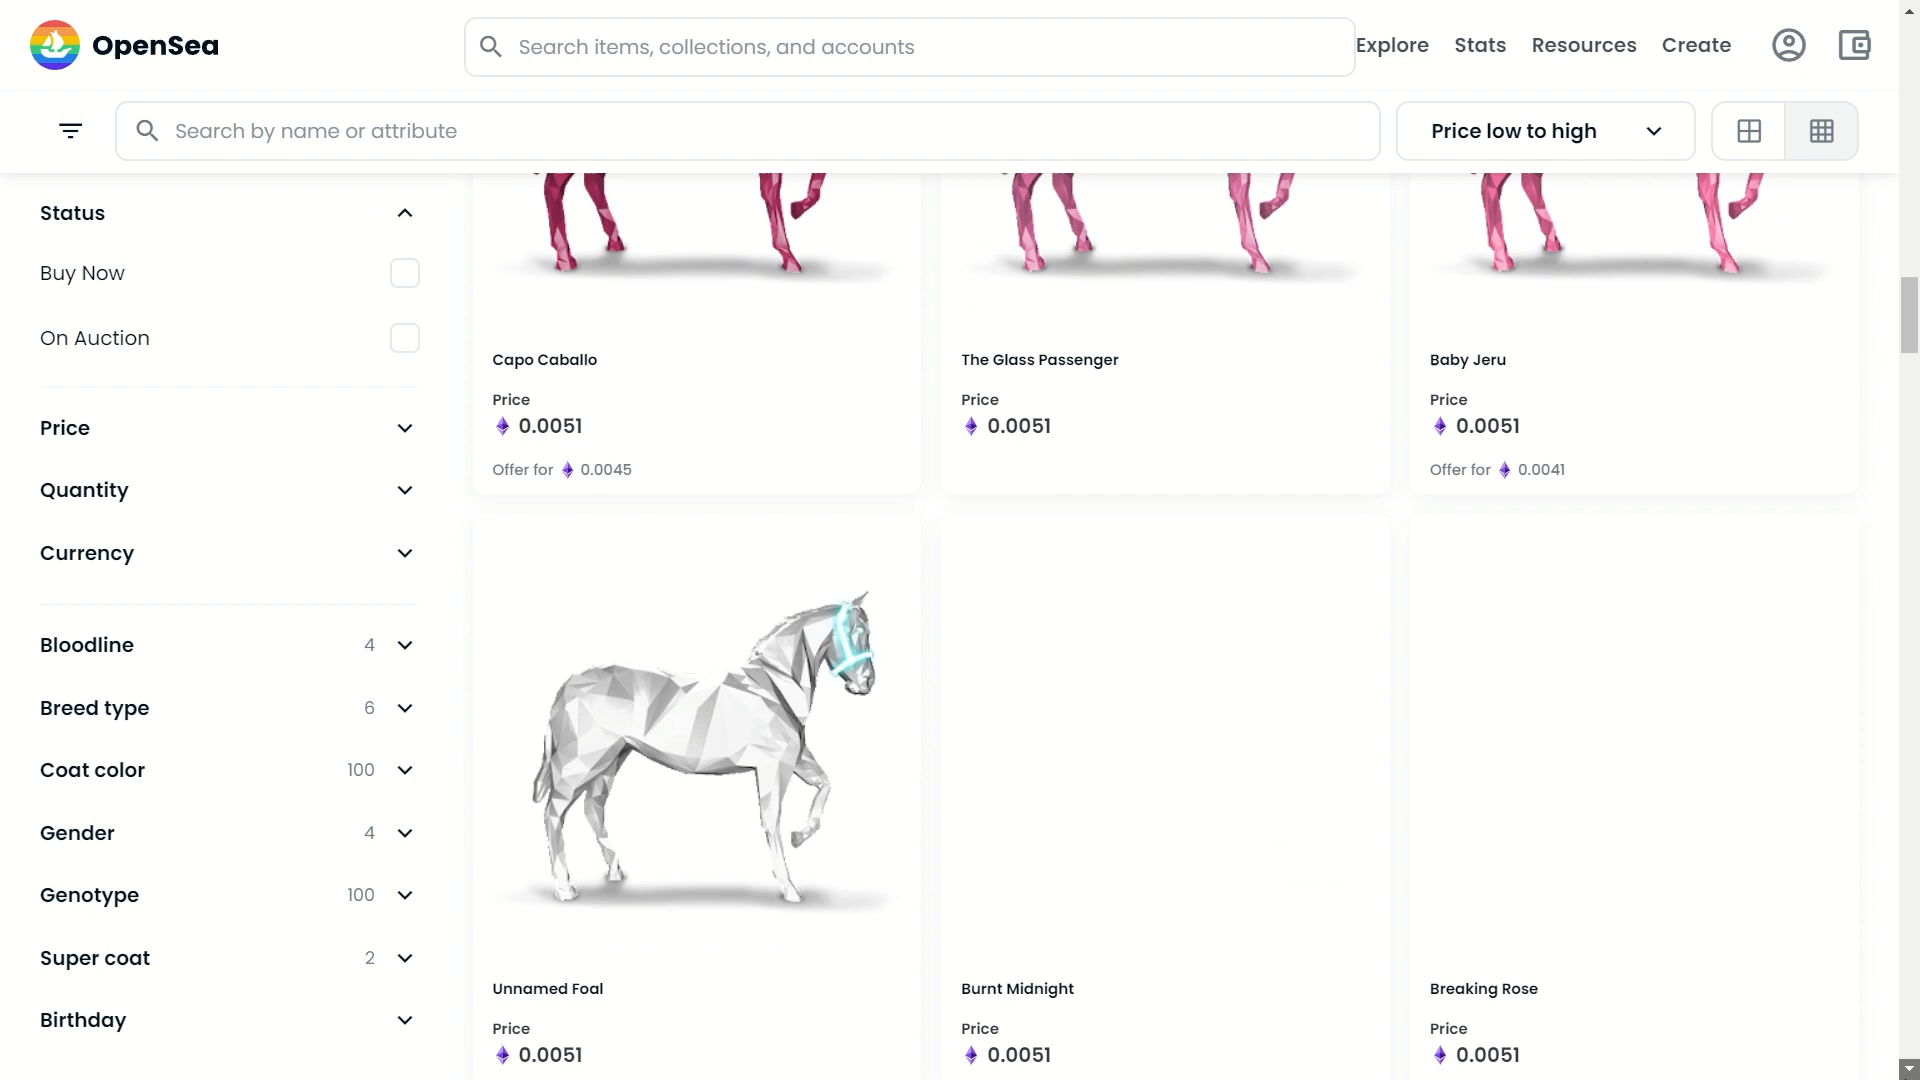 OpenSea
Search items, collections, and accounts
Explore Stats Resources Create
Search by name or attribute
Price low to high
Status
Buy Now
On Auction
Price
Quantity
Currency
Bloodline 4
Breed type 6
Coat color 100
Gender 4
Genotype 100
Super coat 2
Birthday
Capo Caballo
Price
0.0051
Offer for 0.0045
The Glass Passenger
Price
0.0051
Baby Jeru
Price
0.0051
Offer for 0.0041
Unnamed Foal
Price
0.0051
Burnt Midnight
Price
0.0051
Breaking Rose
Price
0.0051